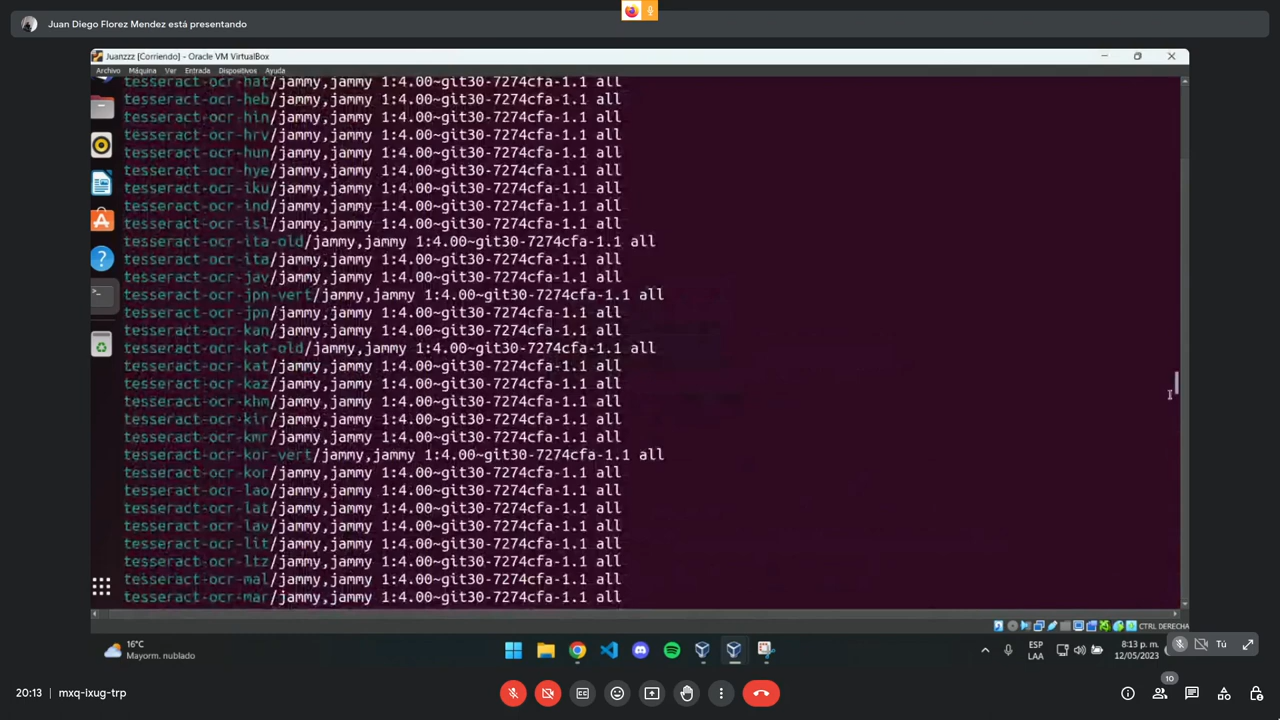 Juan Diego Florez Mendez está presentando
Juanzzz [Corriendo] - Oracle VM VirtualBox
Archivo Máquina Ver Entrada Dispositivos Ayuda
tesseract-ocr-hat/jammy,jammy 1:4.00~git30-7274cfa-1.1 all
tesseract-ocr-heb/jammy,jammy 1:4.00~git30-7274cfa-1.1 all
tesseract-ocr-hin/jammy,jammy 1:4.00~git30-7274cfa-1.1 all
tesseract-ocr-hrv/jammy,jammy 1:4.00~git30-7274cfa-1.1 all
tesseract-ocr-hun/jammy,jammy 1:4.00~git30-7274cfa-1.1 all
tesseract-ocr-hye/jammy,jammy 1:4.00~git30-7274cfa-1.1 all
tesseract-ocr-iku/jammy,jammy 1:4.00~git30-7274cfa-1.1 all
tesseract-ocr-ind/jammy,jammy 1:4.00~git30-7274cfa-1.1 all
tesseract-ocr-isl/jammy,jammy 1:4.00~git30-7274cfa-1.1 all
tesseract-ocr-ita-old/jammy,jammy 1:4.00~git30-7274cfa-1.1 all
tesseract-ocr-ita/jammy,jammy 1:4.00~git30-7274cfa-1.1 all
tesseract-ocr-jav/jammy,jammy 1:4.00~git30-7274cfa-1.1 all
tesseract-ocr-jpn-vert/jammy,jammy 1:4.00~git30-7274cfa-1.1 all
tesseract-ocr-jpn/jammy,jammy 1:4.00~git30-7274cfa-1.1 all
tesseract-ocr-kan/jammy,jammy 1:4.00~git30-7274cfa-1.1 all
tesseract-ocr-kat-old/jammy,jammy 1:4.00~git30-7274cfa-1.1 all
tesseract-ocr-kat/jammy,jammy 1:4.00~git30-7274cfa-1.1 all
tesseract-ocr-kaz/jammy,jammy 1:4.00~git30-7274cfa-1.1 all
tesseract-ocr-khm/jammy,jammy 1:4.00~git30-7274cfa-1.1 all
tesseract-ocr-kir/jammy,jammy 1:4.00~git30-7274cfa-1.1 all
tesseract-ocr-kmr/jammy,jammy 1:4.00~git30-7274cfa-1.1 all
tesseract-ocr-kor-vert/jammy,jammy 1:4.00~git30-7274cfa-1.1 all
tesseract-ocr-kor/jammy,jammy 1:4.00~git30-7274cfa-1.1 all
tesseract-ocr-lao/jammy,jammy 1:4.00~git30-7274cfa-1.1 all
tesseract-ocr-lat/jammy,jammy 1:4.00~git30-7274cfa-1.1 all
tesseract-ocr-lav/jammy,jammy 1:4.00~git30-7274cfa-1.1 all
tesseract-ocr-lit/jammy,jammy 1:4.00~git30-7274cfa-1.1 all
tesseract-ocr-ltz/jammy,jammy 1:4.00~git30-7274cfa-1.1 all
tesseract-ocr-mal/jammy,jammy 1:4.00~git30-7274cfa-1.1 all
tesseract-ocr-mar/jammy,jammy 1:4.00~git30-7274cfa-1.1 all
CTRL DERECHA
16°C
Mayorm. nublado
ESP
LAA
8:13 p. m.
12/05/2023
Tú
20:13 | mxq-ixug-trp
10